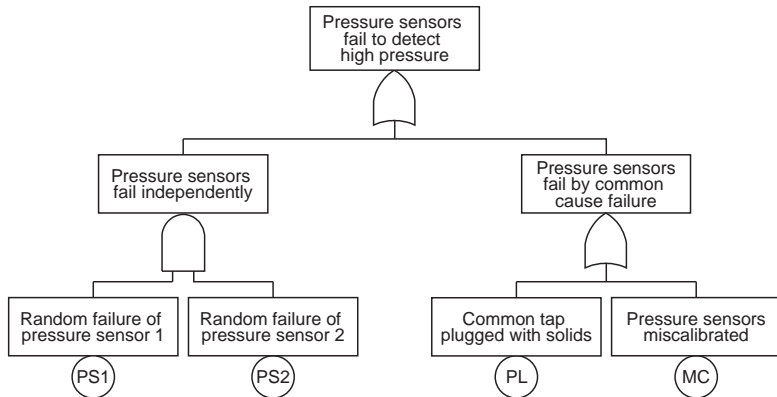 Pressure sensors
fail to detect
high pressure
Pressure sensors
fail independently
Pressure sensors
fail by common
cause failure
Random failure of
pressure sensor 1
Random failure of
pressure sensor 2
Common tap
plugged with solids
Pressure sensors
miscalibrated
PS1
PS2
PL
MC